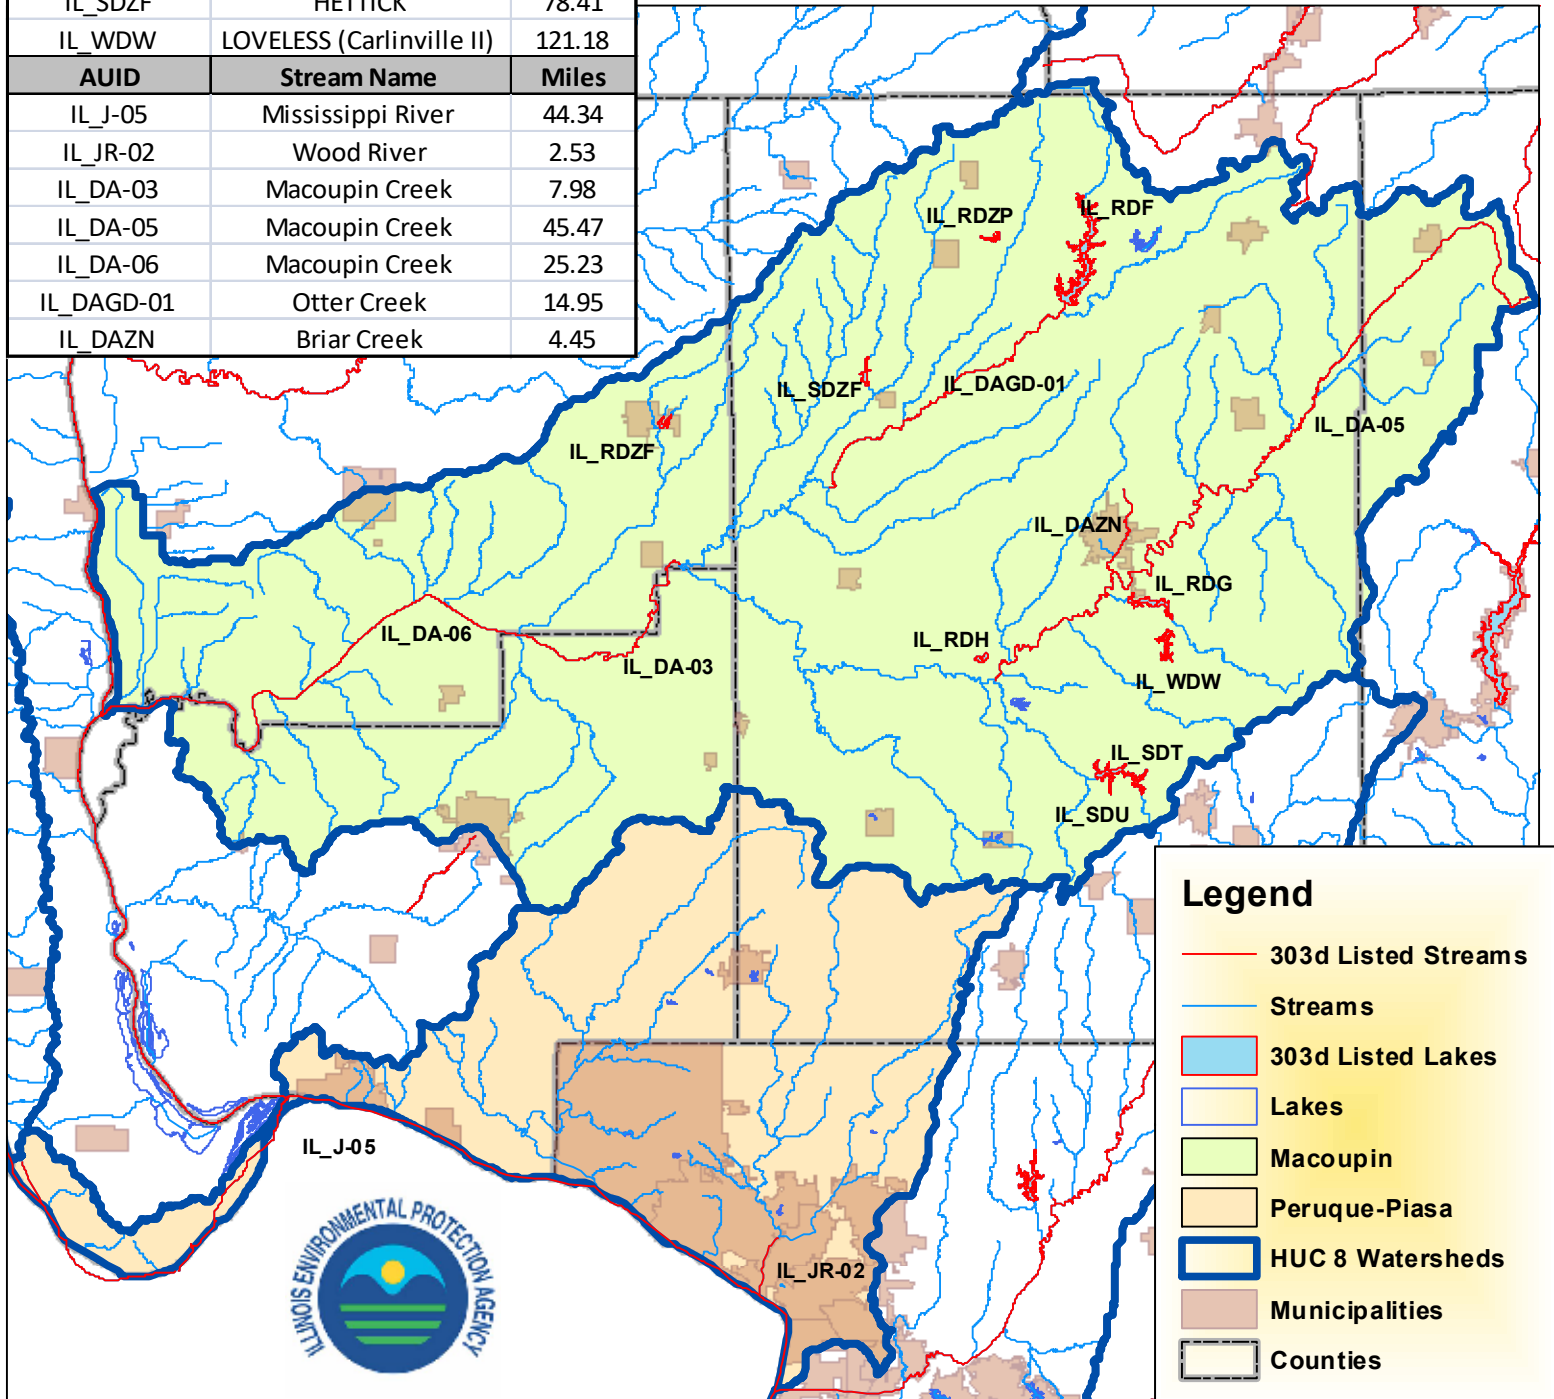 IL_SDZF HETTICK 78.41
IL_WDW LOVELESS (Carlinville II) 121.18
AUID Stream Name Miles
IL_J-05 Mississippi River 44.34
IL_JR-02 Wood River 2.53
IL_DA-03 Macoupin Creek 7.98
IL_DA-05 Macoupin Creek 45.47
IL_DA-06 Macoupin Creek 25.23
IL_DAGD-01 Otter Creek 14.95
IL_DAZN Briar Creek 4.45
IL_RDZP
IL_RDF
IL_SDZF
IL_DAGD-01
IL_DA-05
IL_RDZF
IL_DAZN
IL_RDG
IL_DA-06
IL_RDH
IL_DA-03
IL_WDW
IL_SDT
IL_SDU
IL_J-05
IL_JR-02
ILLINOIS ENVIRONMENTAL PROTECTION AGENCY
Legend
303d Listed Streams
Streams
303d Listed Lakes
Lakes
Macoupin
Peruque-Piasa
HUC 8 Watersheds
Municipalities
Counties